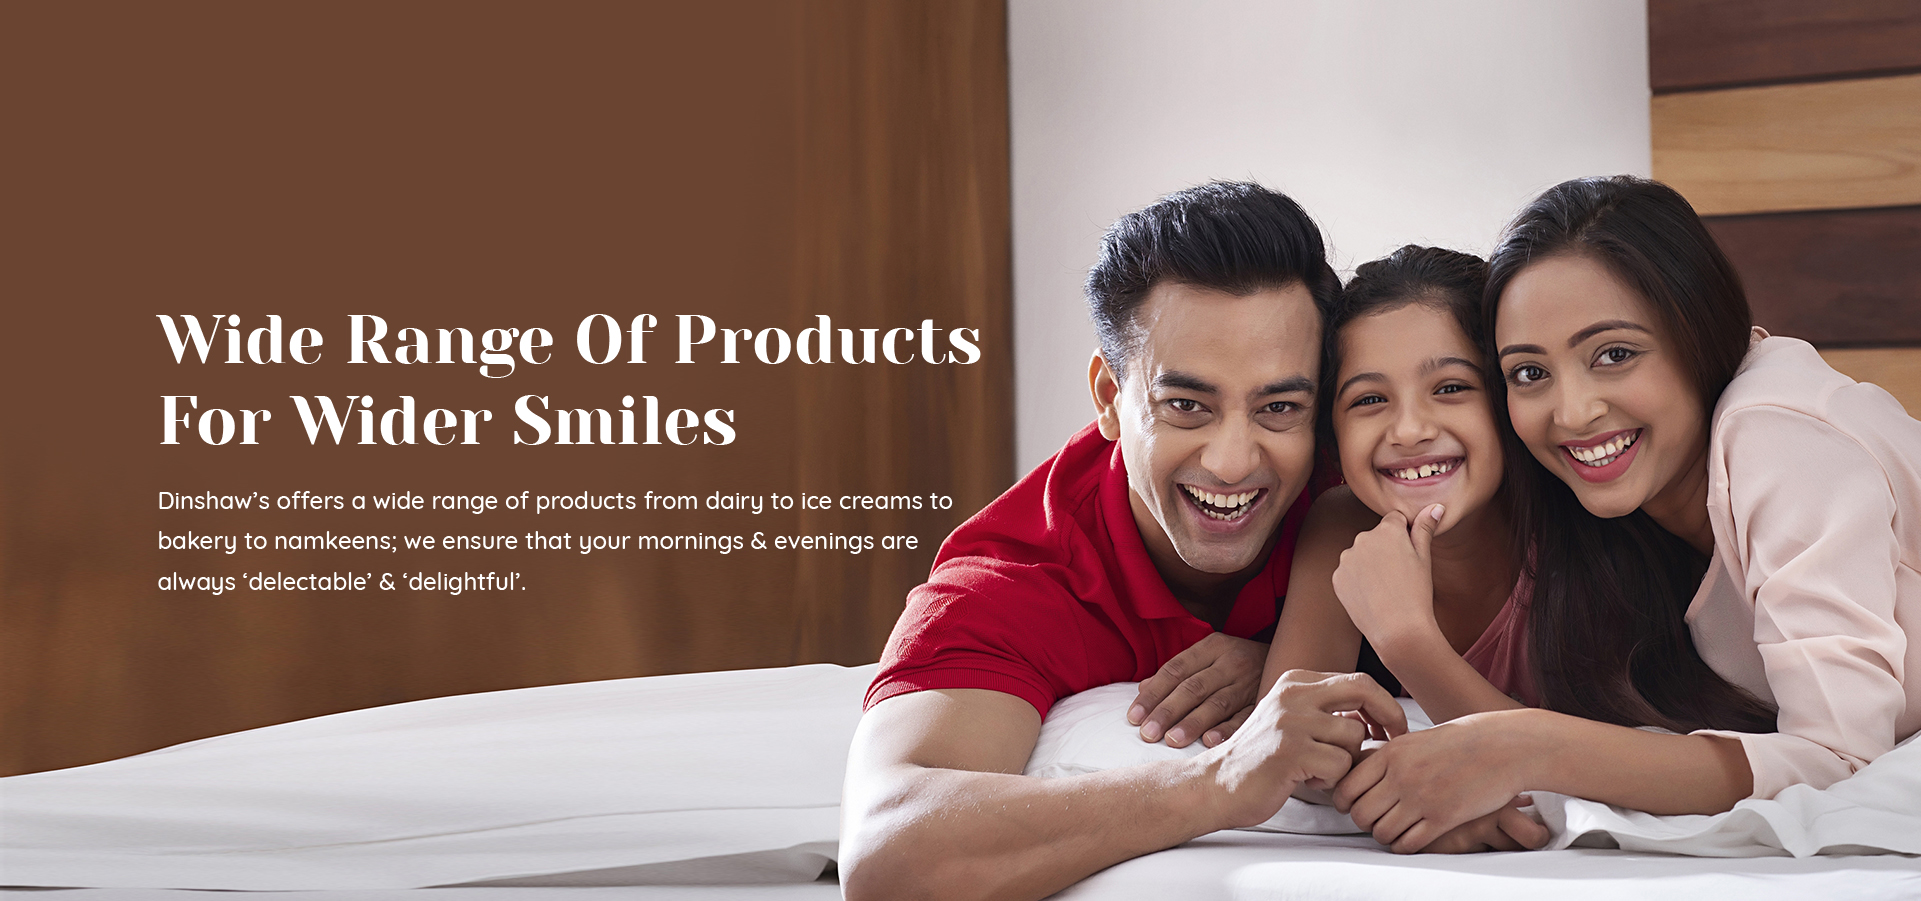 Wide Range Of Products
For Wider Smiles
Dinshaw’s offers a wide range of products from dairy to ice creams to
bakery to namkeens; we ensure that your mornings & evenings are
always ‘delectable’ & ‘delightful’.